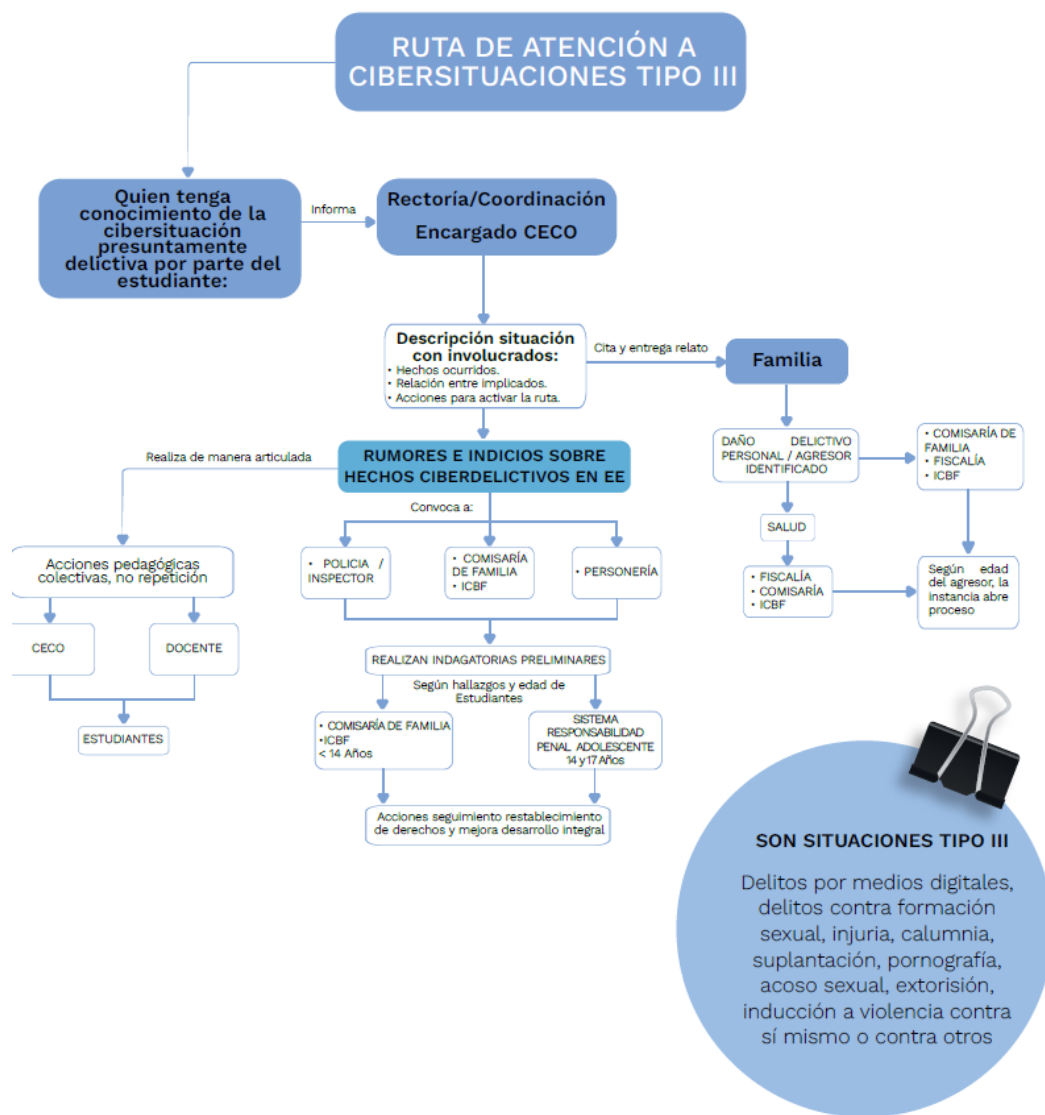 RUTA DE ATENCIÓN A
CIBERSITUACIONES TIPO III
Quien tenga
conocimiento de la
cibersituación
presuntamente
delictiva por parte del
estudiante:
Informa
Rectoría/Coordinación
Encargado CECO
Descripción situación
con involucrados:
• Hechos ocurridos.
• Relación entre implicados.
• Acciones para activar la ruta.
Cita y entrega relato
Familia
DAÑO DELICTIVO
PERSONAL / AGRESOR
IDENTIFICADO
• COMISARÍA DE
FAMILIA
• FISCALÍA
• ICBF
SALUD
• FISCALÍA
• COMISARÍA
• ICBF
Según edad
del agresor, la
instancia abre
proceso
Realiza de manera articulada
RUMORES E INDICIOS SOBRE
HECHOS CIBERDELICTIVOS EN EE
Convoca a:
Acciones pedagógicas
colectivas, no repetición
CECO
DOCENTE
ESTUDIANTES
• POLICIA /
INSPECTOR
• COMISARÍA
DE FAMILIA
• ICBF
• PERSONERÍA
REALIZAN INDAGATORIAS PRELIMINARES
Según hallazgos y edad de
Estudiantes
• COMISARÍA DE FAMILIA
•ICBF
< 14 Años
SISTEMA
RESPONSABILIDAD
PENAL ADOLESCENTE
14 y 17 Años
Acciones seguimiento restablecimiento
de derechos y mejora desarrollo integral
SON SITUACIONES TIPO III
Delitos por medios digitales,
delitos contra formación
sexual, injuria, calumnia,
suplantación, pornografía,
acoso sexual, extorisión,
inducción a violencia contra
sí mismo o contra otros